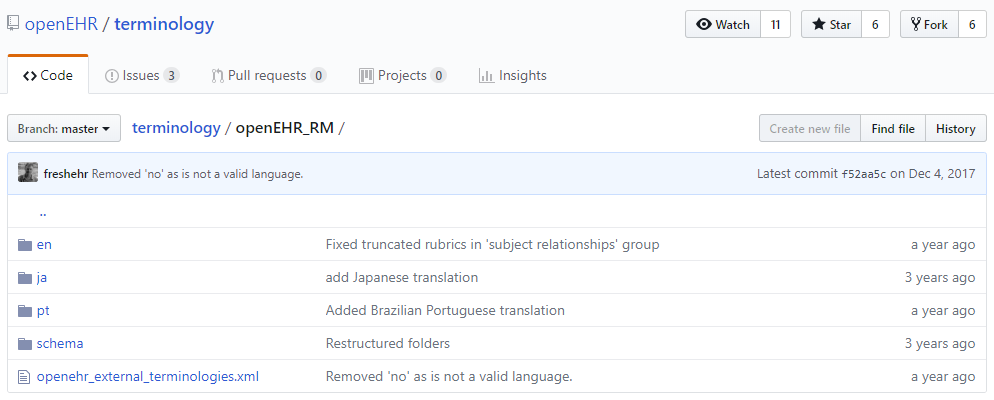 openEHR / terminology
Watch 11 Star 6 Fork 6
Code Issues 3 Pull requests 0 Projects 0 Insights
Branch: master terminology / openEHR_RM / Create new file Find file History
freshehr Removed 'no' as is not a valid language. Latest commit f52aa5c on Dec 4, 2017
..
en Fixed truncated rubrics in 'subject relationships' group a year ago
ja add Japanese translation 3 years ago
pt Added Brazilian Portuguese translation a year ago
schema Restructured folders 3 years ago
openehr_external_terminologies.xml Removed 'no' as is not a valid language. a year ago